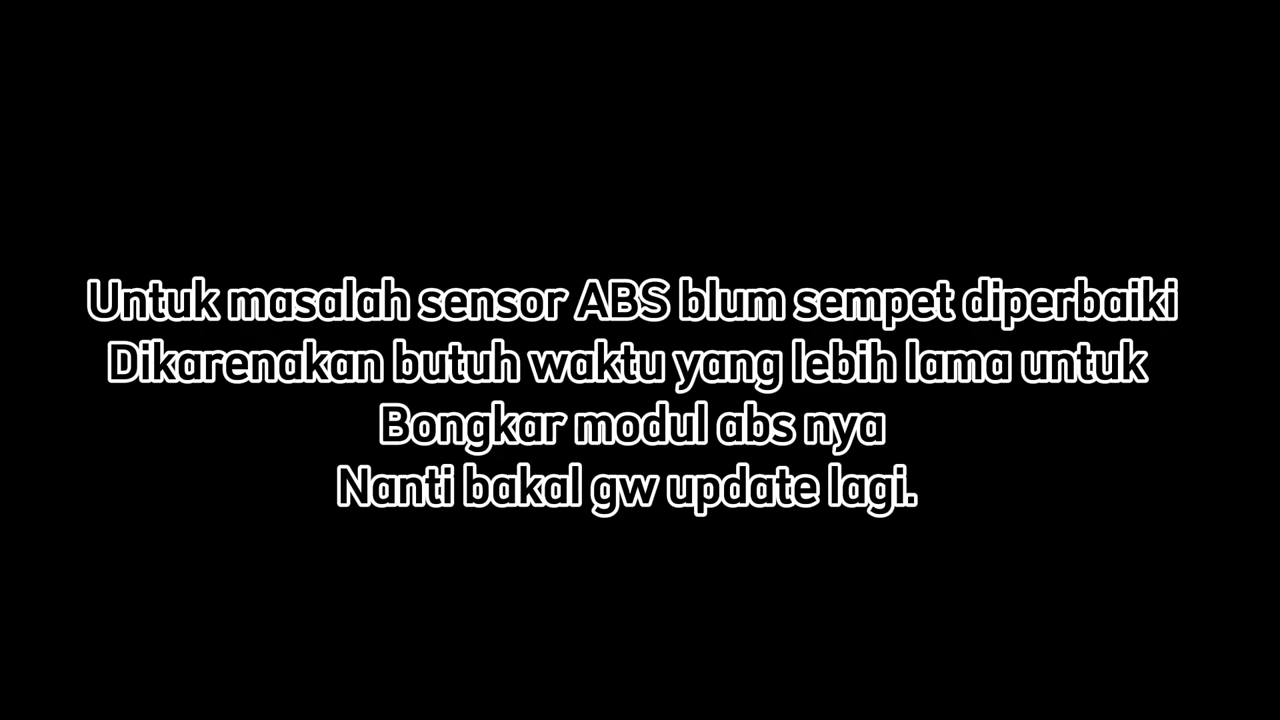 Untuk masalah sensor ABS blum sempet diperbaiki
Dikarenakan butuh waktu yang lebih lama untuk
Bongkar modul abs nya
Nanti bakal gw update lagi.